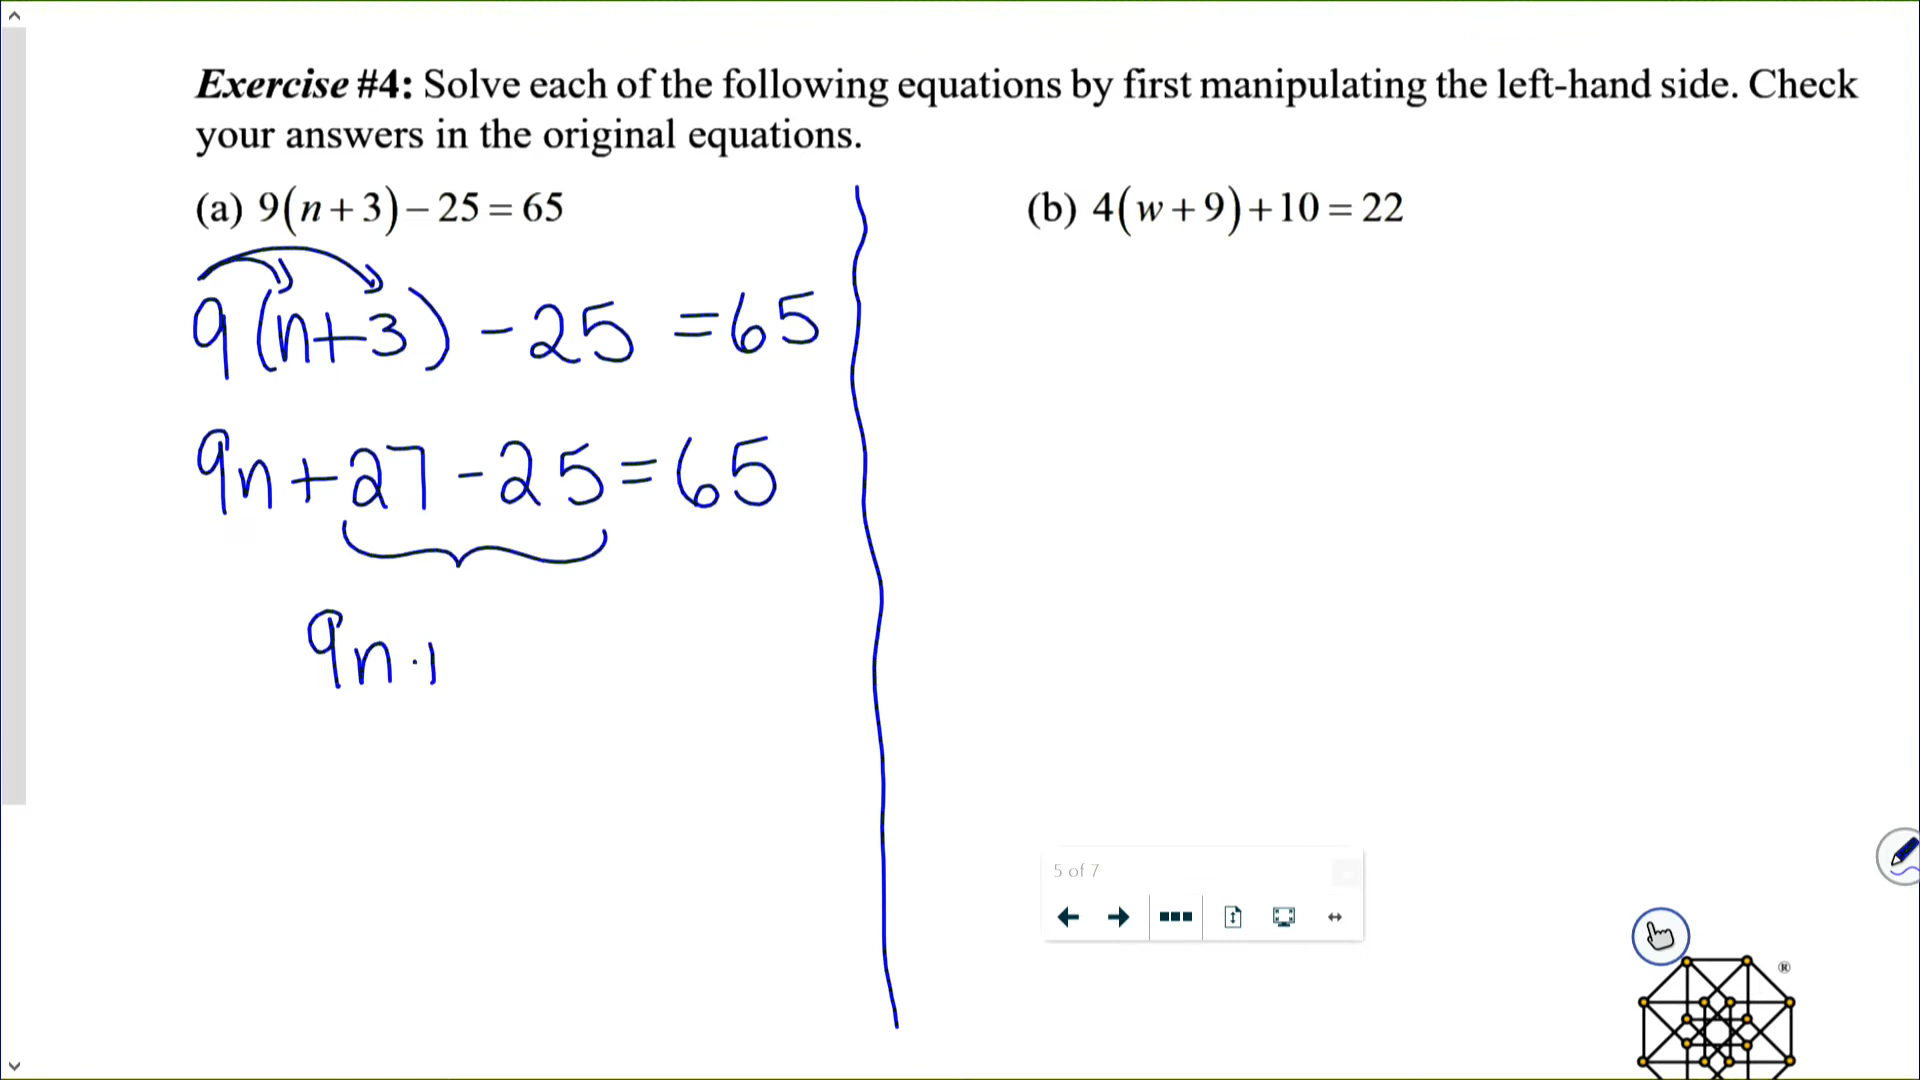 Exercise #4: Solve each of the following equations by first manipulating the left-hand side. Check
your answers in the original equations.
(a) 9(n+3)−25=65
(b) 4(w+9)+10=22
9(n+3) -25 =65
9n+27-25=65
9n
5 of 7
®